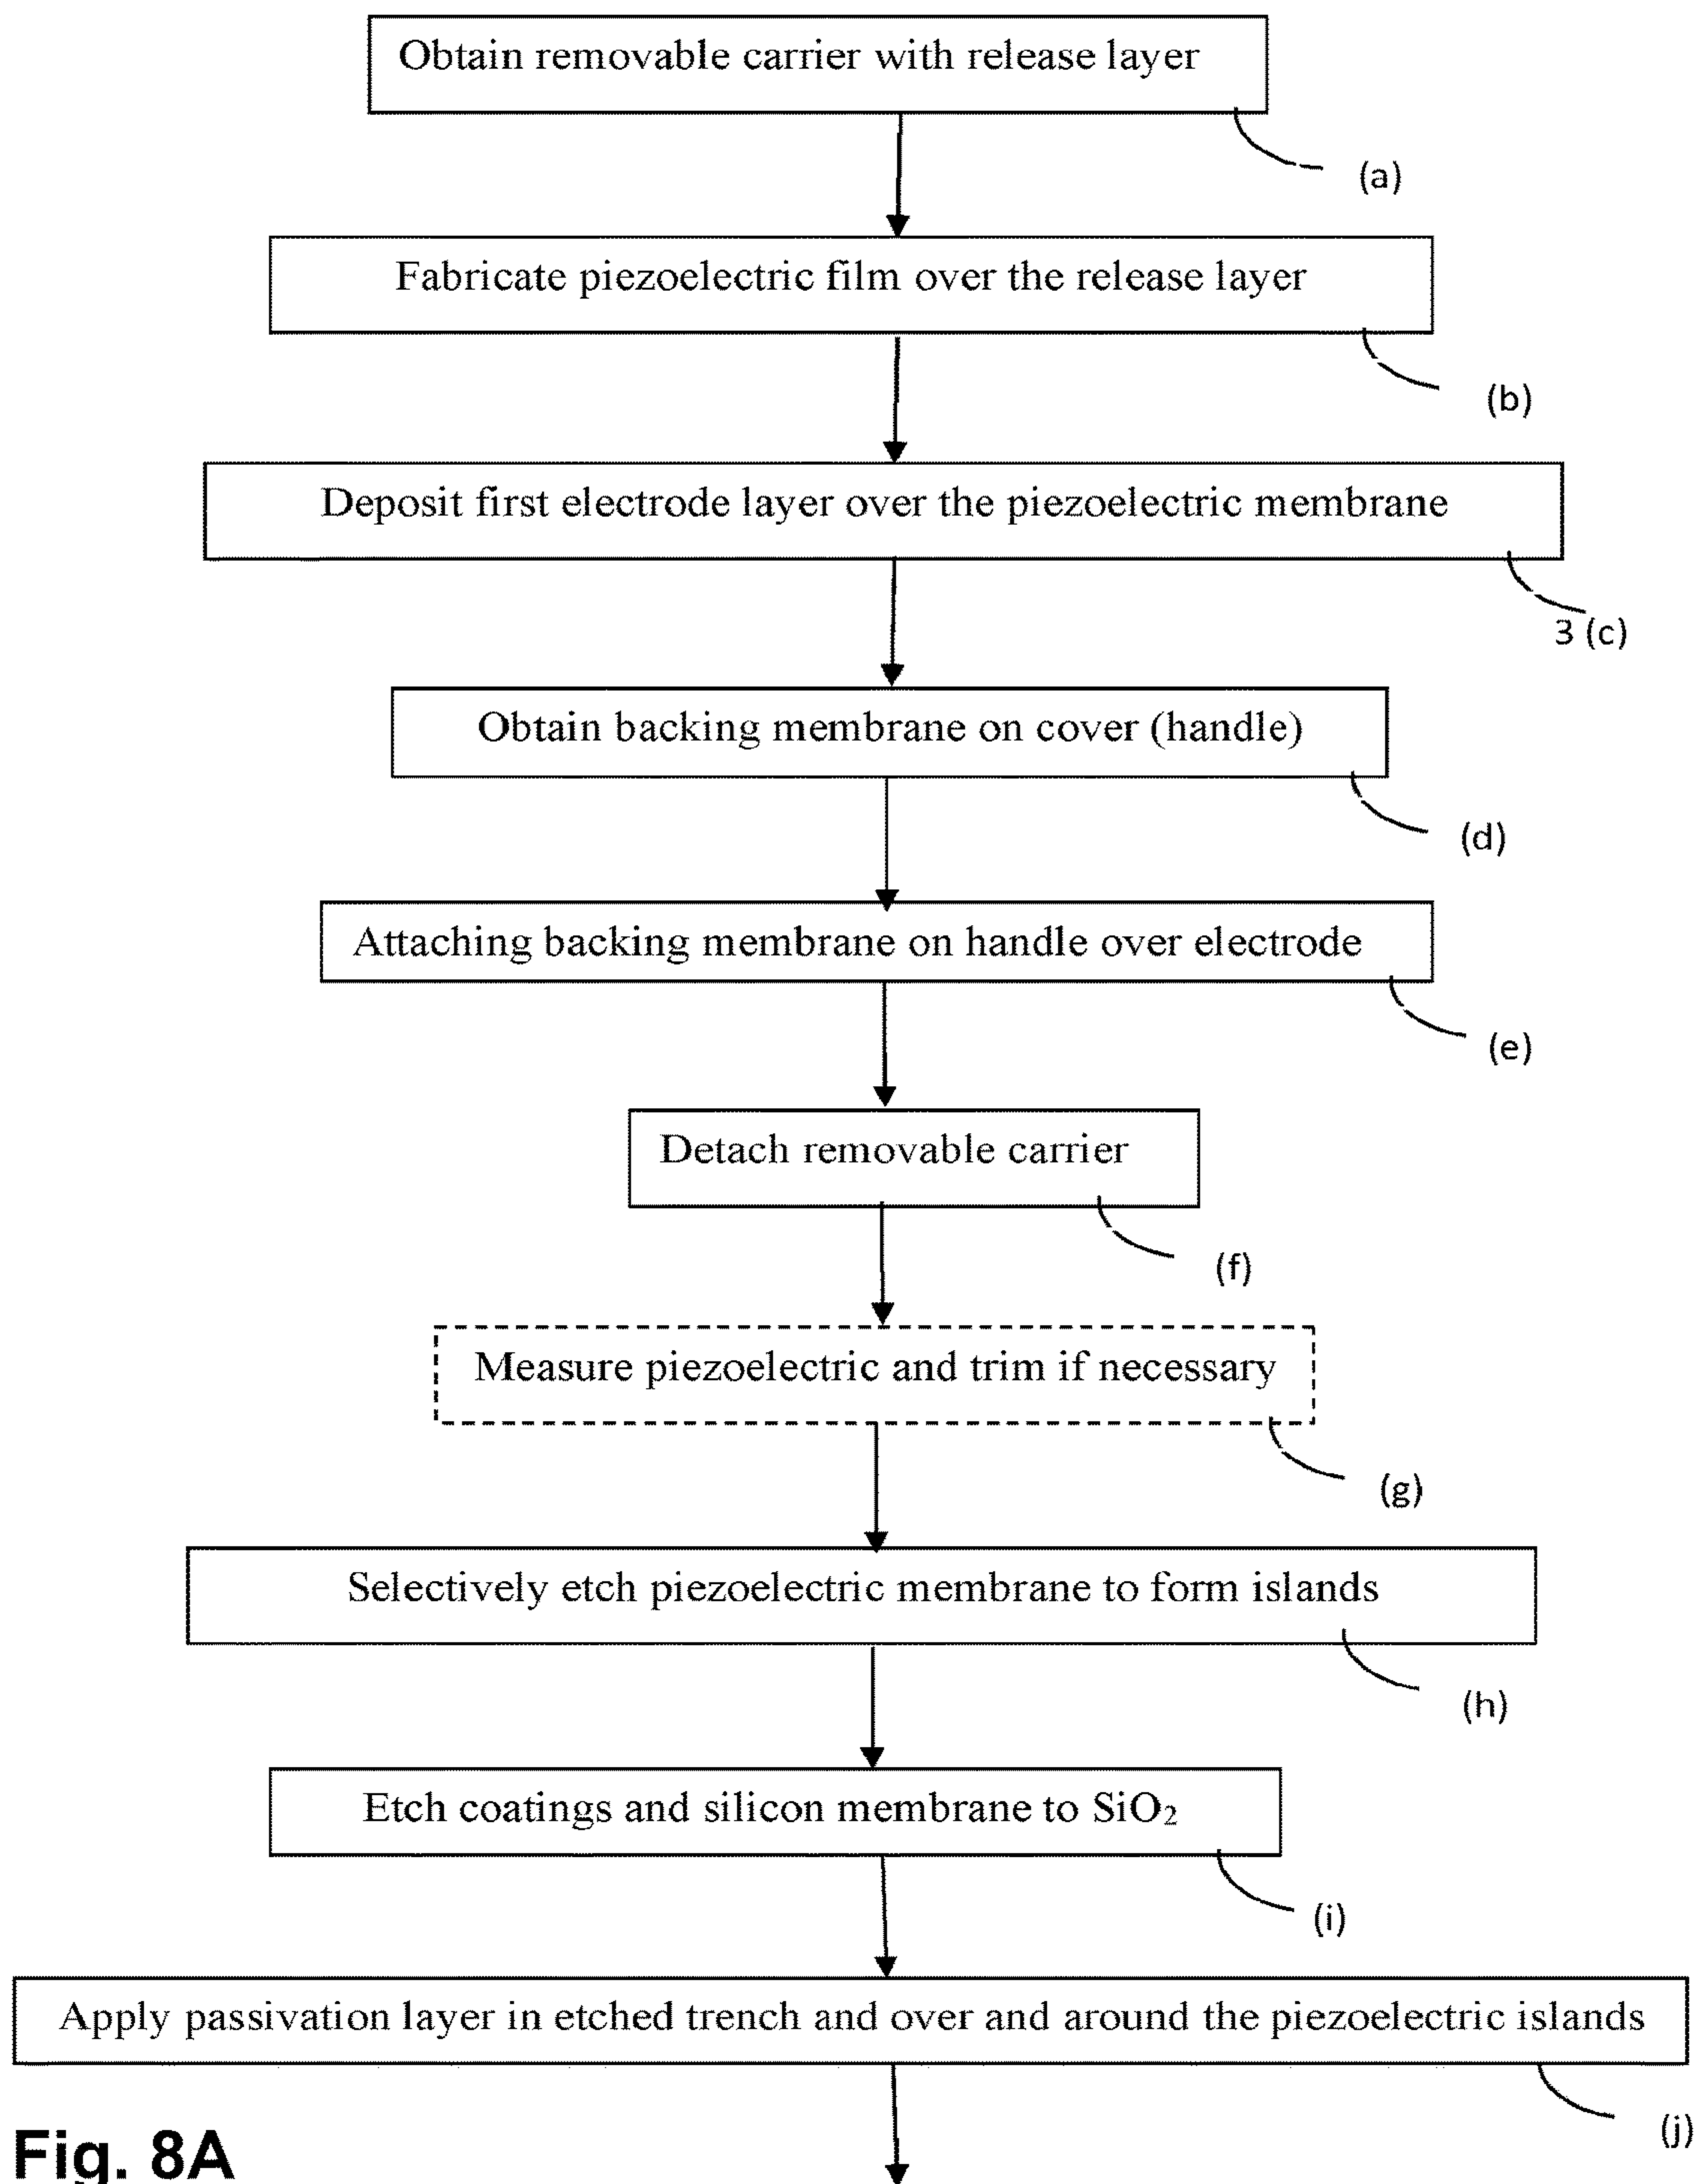 Obtain removable carrier with release layer
(a)
Fabricate piezoelectric film over the release layer
(b)
Deposit first electrode layer over the piezoelectric membrane
3 (c)
Obtain backing membrane on cover (handle)
(d)
Attaching backing membrane on handle over electrode
(e)
Detach removable carrier
(f)
Measure piezoelectric and trim if necessary
(g)
Selectively etch piezoelectric membrane to form islands
(h)
Etch coatings and silicon membrane to SiO₂
(i)
Apply passivation layer in etched trench and over and around the piezoelectric islands
(j)
Fig. 8A